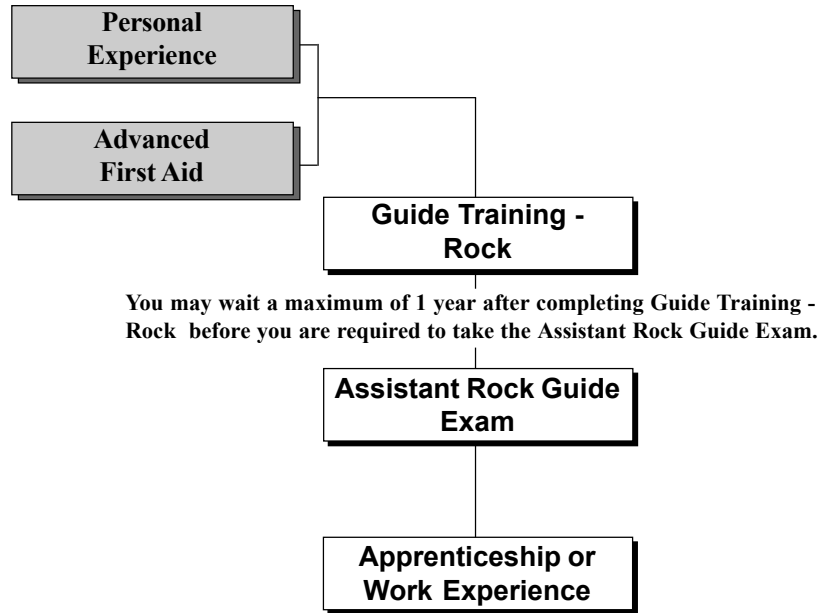 Personal
Experience
Advanced
First Aid
Guide Training -
Rock
You may wait a maximum of 1 year after completing Guide Training -
Rock before you are required to take the Assistant Rock Guide Exam.
Assistant Rock Guide
Exam
Apprenticeship or
Work Experience